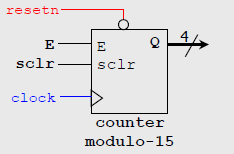 resetn
4
E E Q
sclr sclr
clock
counter
modulo-15